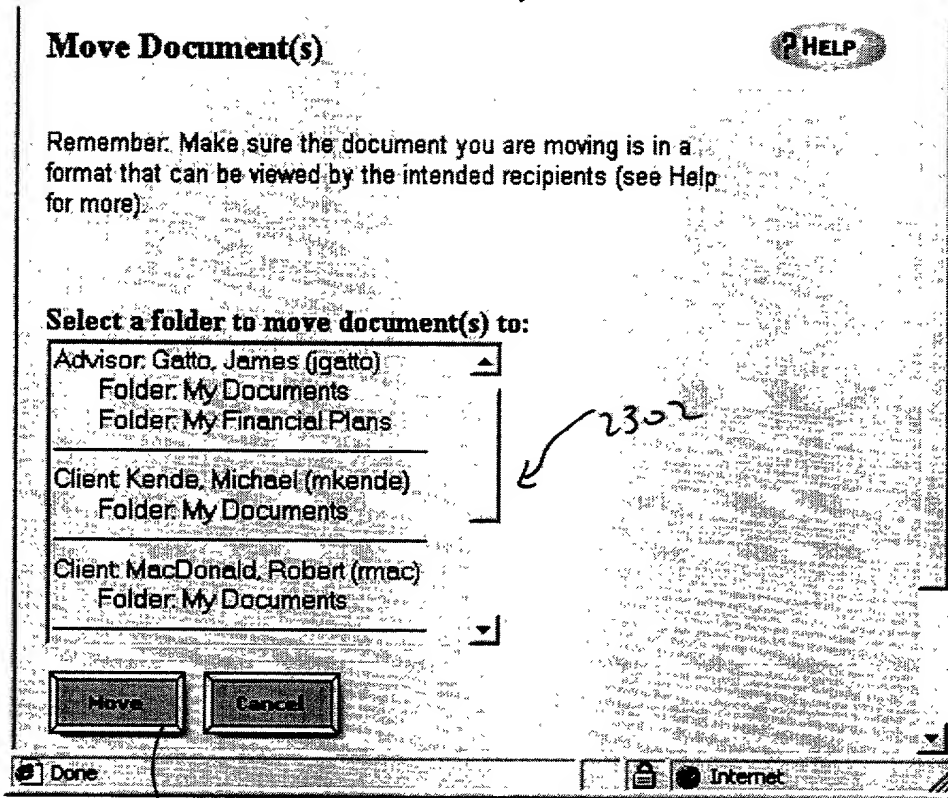 Move Document(s)
? HELP
Remember: Make sure the document you are moving is in a
format that can be viewed by the intended recipients (see Help
for more).
Select a folder to move document(s) to:
Advisor: Gatto, James (jgatto)
Folder: My Documents
Folder: My Financial Plans
2302
Client: Kende, Michael (mkende)
Folder: My Documents
Client: MacDonald, Robert (rmac)
Folder: My Documents
Move
Cancel
Done
Internet